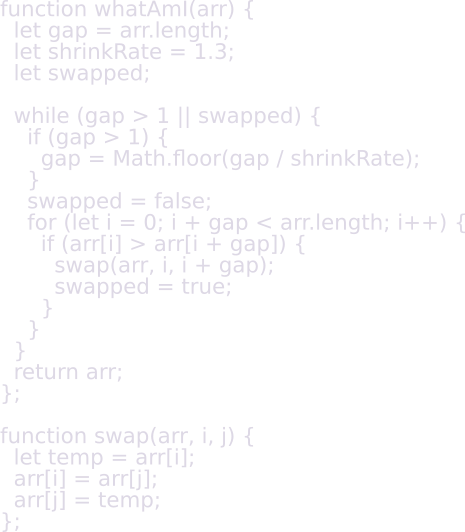 function whatAmI(arr) {
  let gap = arr.length;
  let shrinkRate = 1.3;
  let swapped;

  while (gap > 1 || swapped) {
    if (gap > 1) {
      gap = Math.floor(gap / shrinkRate);
    }
    swapped = false;
    for (let i = 0; i + gap < arr.length; i++) {
      if (arr[i] > arr[i + gap]) {
        swap(arr, i, i + gap);
        swapped = true;
      }
    }
  }
  return arr;
};

function swap(arr, i, j) {
  let temp = arr[i];
  arr[i] = arr[j];
  arr[j] = temp;
};